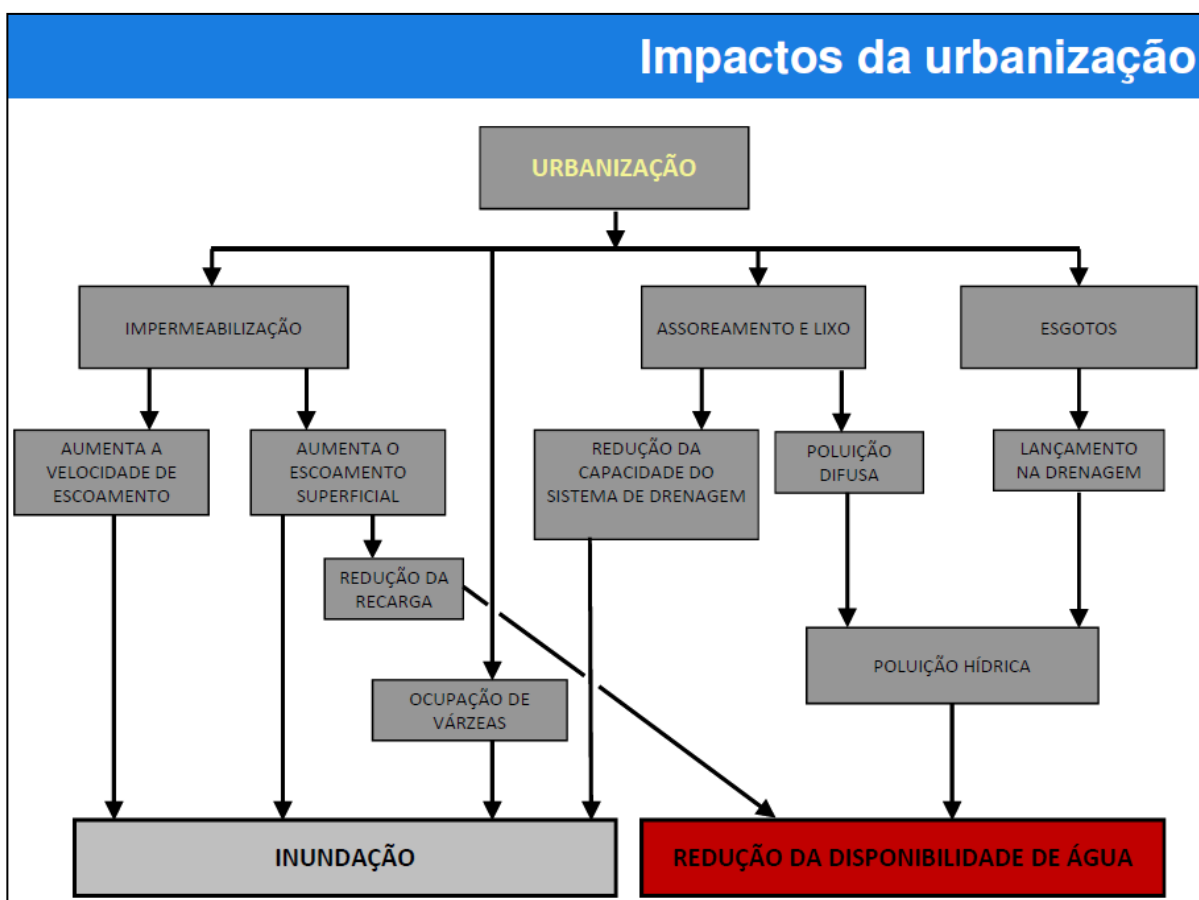 Impactos da urbanização
URBANIZAÇÃO
IMPERMEABILIZAÇÃO
ASSOREAMENTO E LIXO
ESGOTOS
AUMENTA A
VELOCIDADE DE
ESCOAMENTO
AUMENTA O
ESCOAMENTO
SUPERFICIAL
REDUÇÃO DA
CAPACIDADE DO
SISTEMA DE DRENAGEM
POLUIÇÃO
DIFUSA
LANÇAMENTO
NA DRENAGEM
REDUÇÃO DA
RECARGA
OCUPAÇÃO DE
VÁRZEAS
POLUIÇÃO HÍDRICA
INUNDAÇÃO
REDUÇÃO DA DISPONIBILIDADE DE ÁGUA